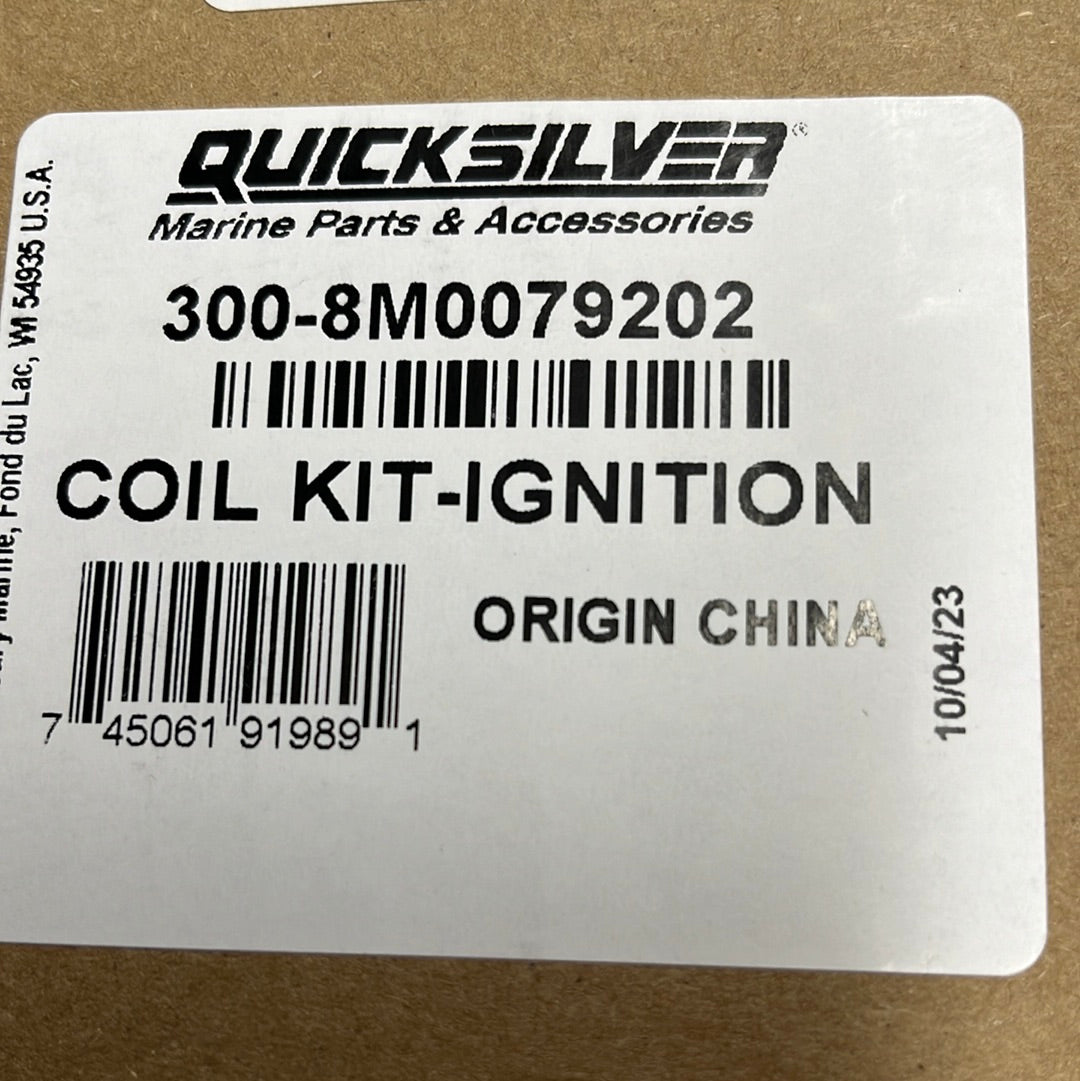 QUICKSILVER®
Marine Parts & Accessories
300-8M0079202
COIL KIT-IGNITION
ORIGIN CHINA
7 45061 91989 1
10/04/23
Marine, Fond du Lac, WI 54935 U.S.A.